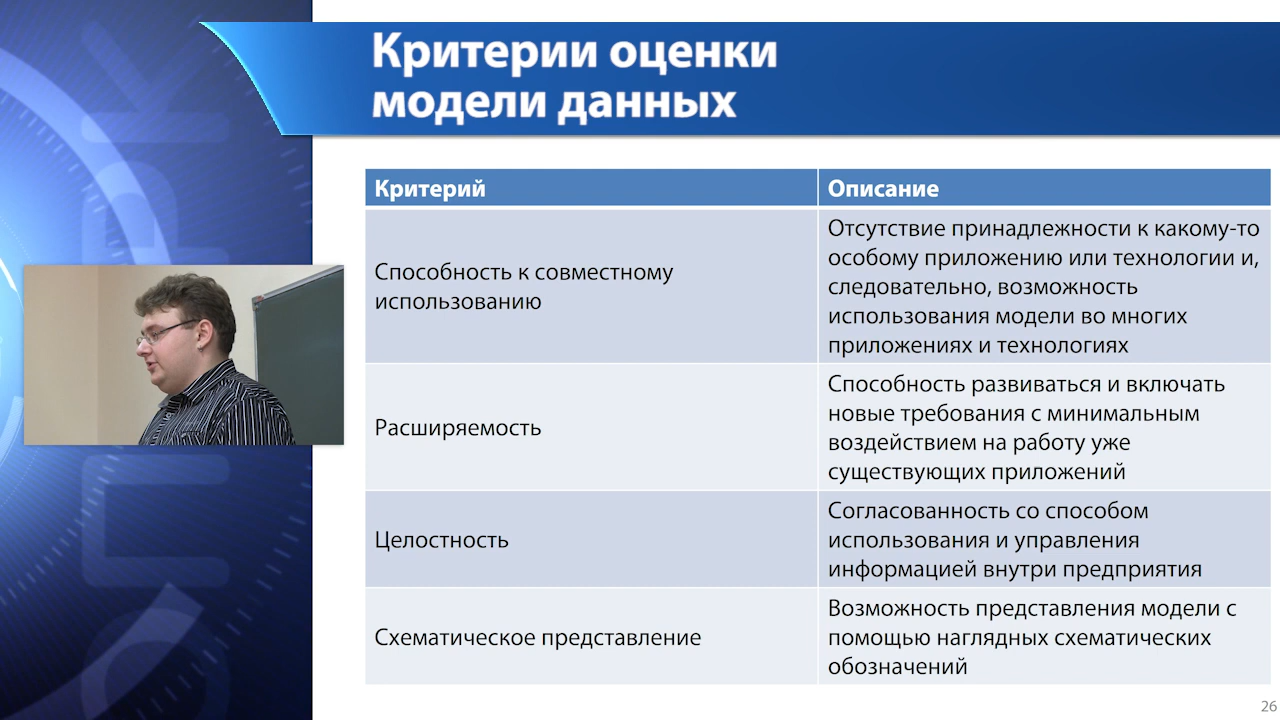 Критерии оценки
модели данных
Критерий
Описание
Способность к совместному
использованию
Отсутствие принадлежности к какому-то
особому приложению или технологии и,
следовательно, возможность
использования модели во многих
приложениях и технологиях
Расширяемость
Способность развиваться и включать
новые требования с минимальным
воздействием на работу уже
существующих приложений
Целостность
Согласованность со способом
использования и управления
информацией внутри предприятия
Схематическое представление
Возможность представления модели с
помощью наглядных схематических
обозначений
26